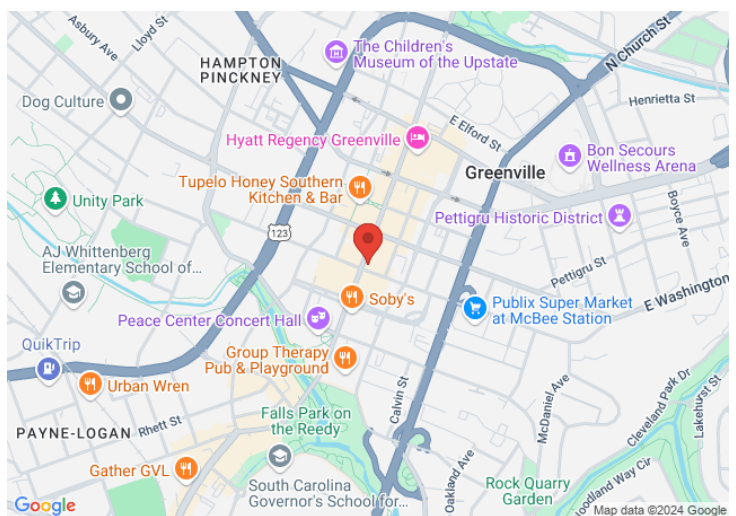 Asbury Ave
Lloyd St
HAMPTON
PINCKNEY
The Children's
Museum of the Upstate
N Church St
Dog Culture
Henrietta St
E Elford St
Hyatt Regency Greenville
Greenville
Bon Secours
Wellness Arena
Tupelo Honey Southern
Kitchen & Bar
Unity Park
Pettigru Historic District
Boyce Ave
123
AJ Whittenberg
Elementary School of...
Pettigru St
E Washington
Soby's
Publix Super Market
at McBee Station
Peace Center Concert Hall
QuikTrip
Group Therapy
Pub & Playground
Urban Wren
Calvin St
McDaniel Ave
Cleveland Park Dr
Lakehurst St
Falls Park on
the Reedy
Rhett St
PAYNE-LOGAN
Gather GVL
South Carolina
Governor's School for...
Oakland Ave
Rock Quarry
Garden
oodland Way Cir
Google
Map data ©2024 Google